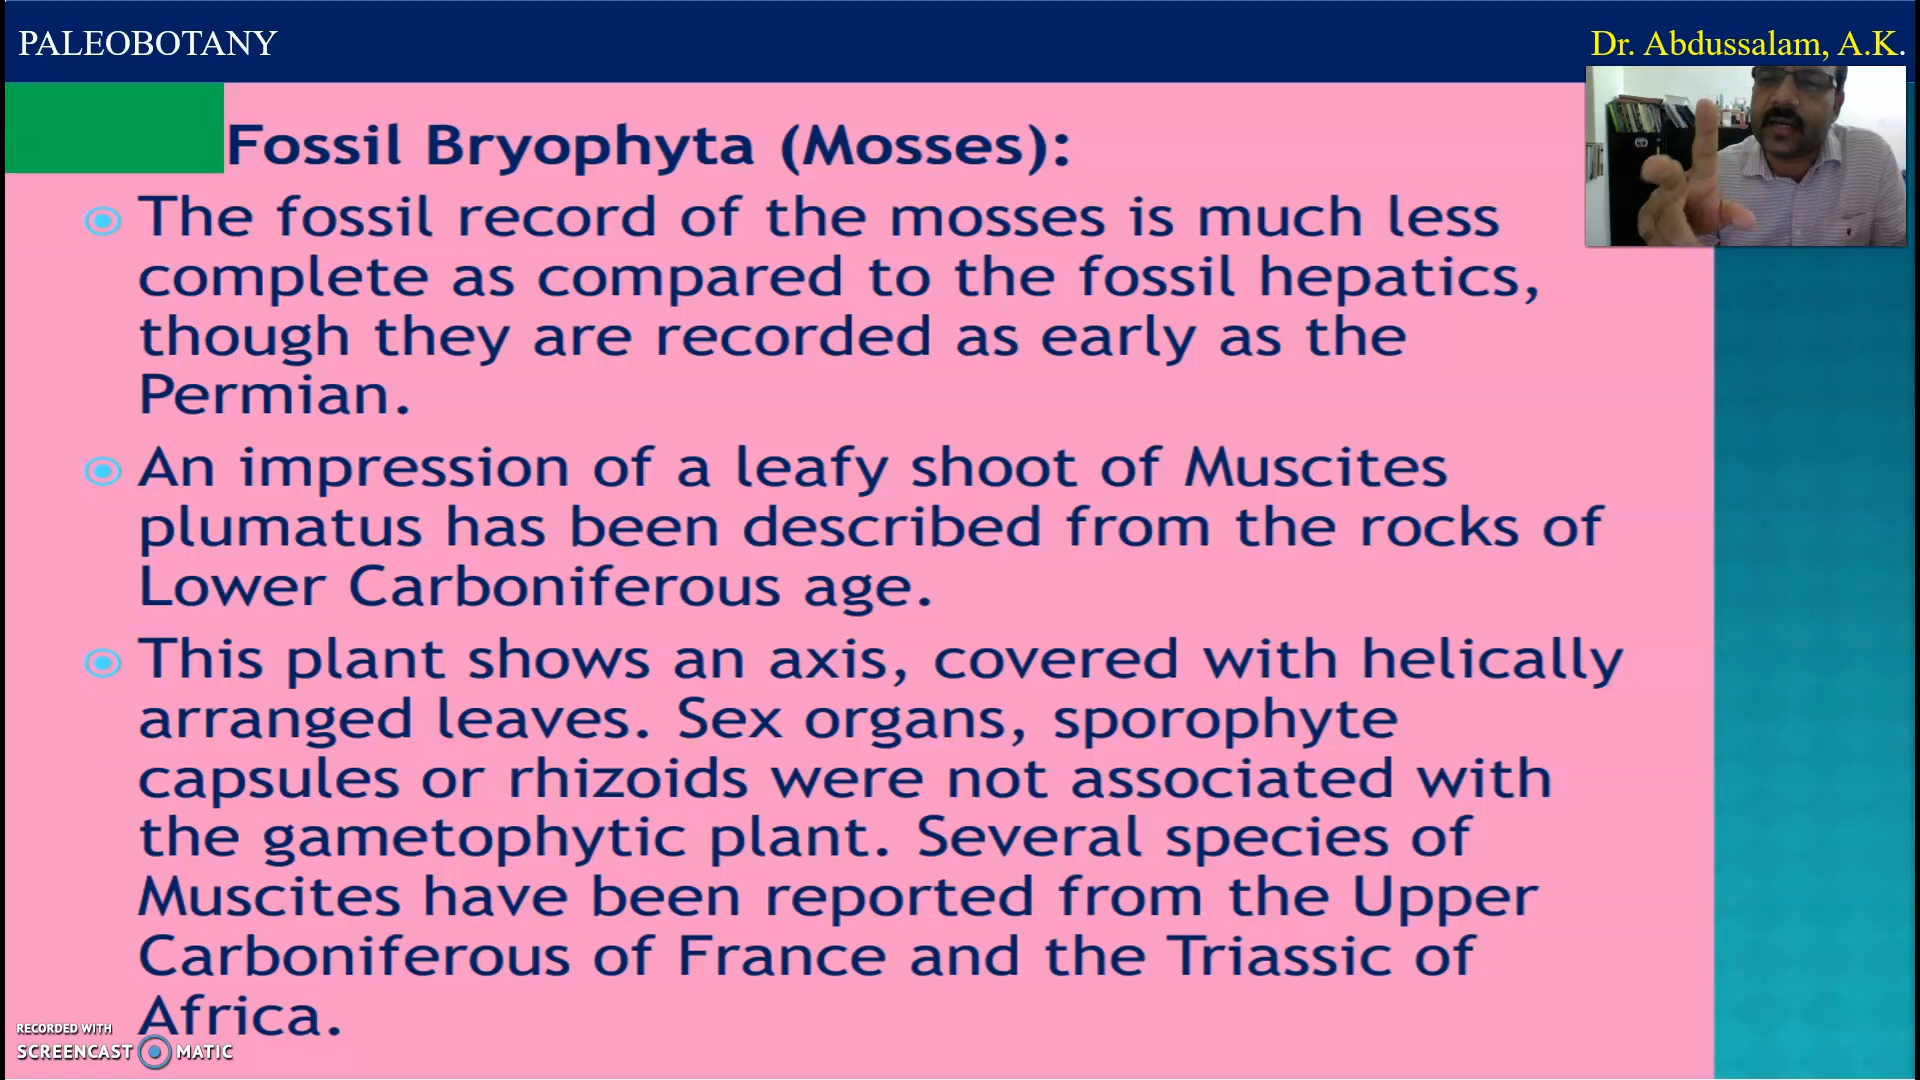 PALEOBOTANY
Dr. Abdussalam, A.K.
Fossil Bryophyta (Mosses):
The fossil record of the mosses is much less
complete as compared to the fossil hepatics,
though they are recorded as early as the
Permian.
An impression of a leafy shoot of Muscites
plumatus has been described from the rocks of
Lower Carboniferous age.
This plant shows an axis, covered with helically
arranged leaves. Sex organs, sporophyte
capsules or rhizoids were not associated with
the gametophytic plant. Several species of
Muscites have been reported from the Upper
Carboniferous of France and the Triassic of
Africa.
RECORDED WITH
SCREENCAST MATIC